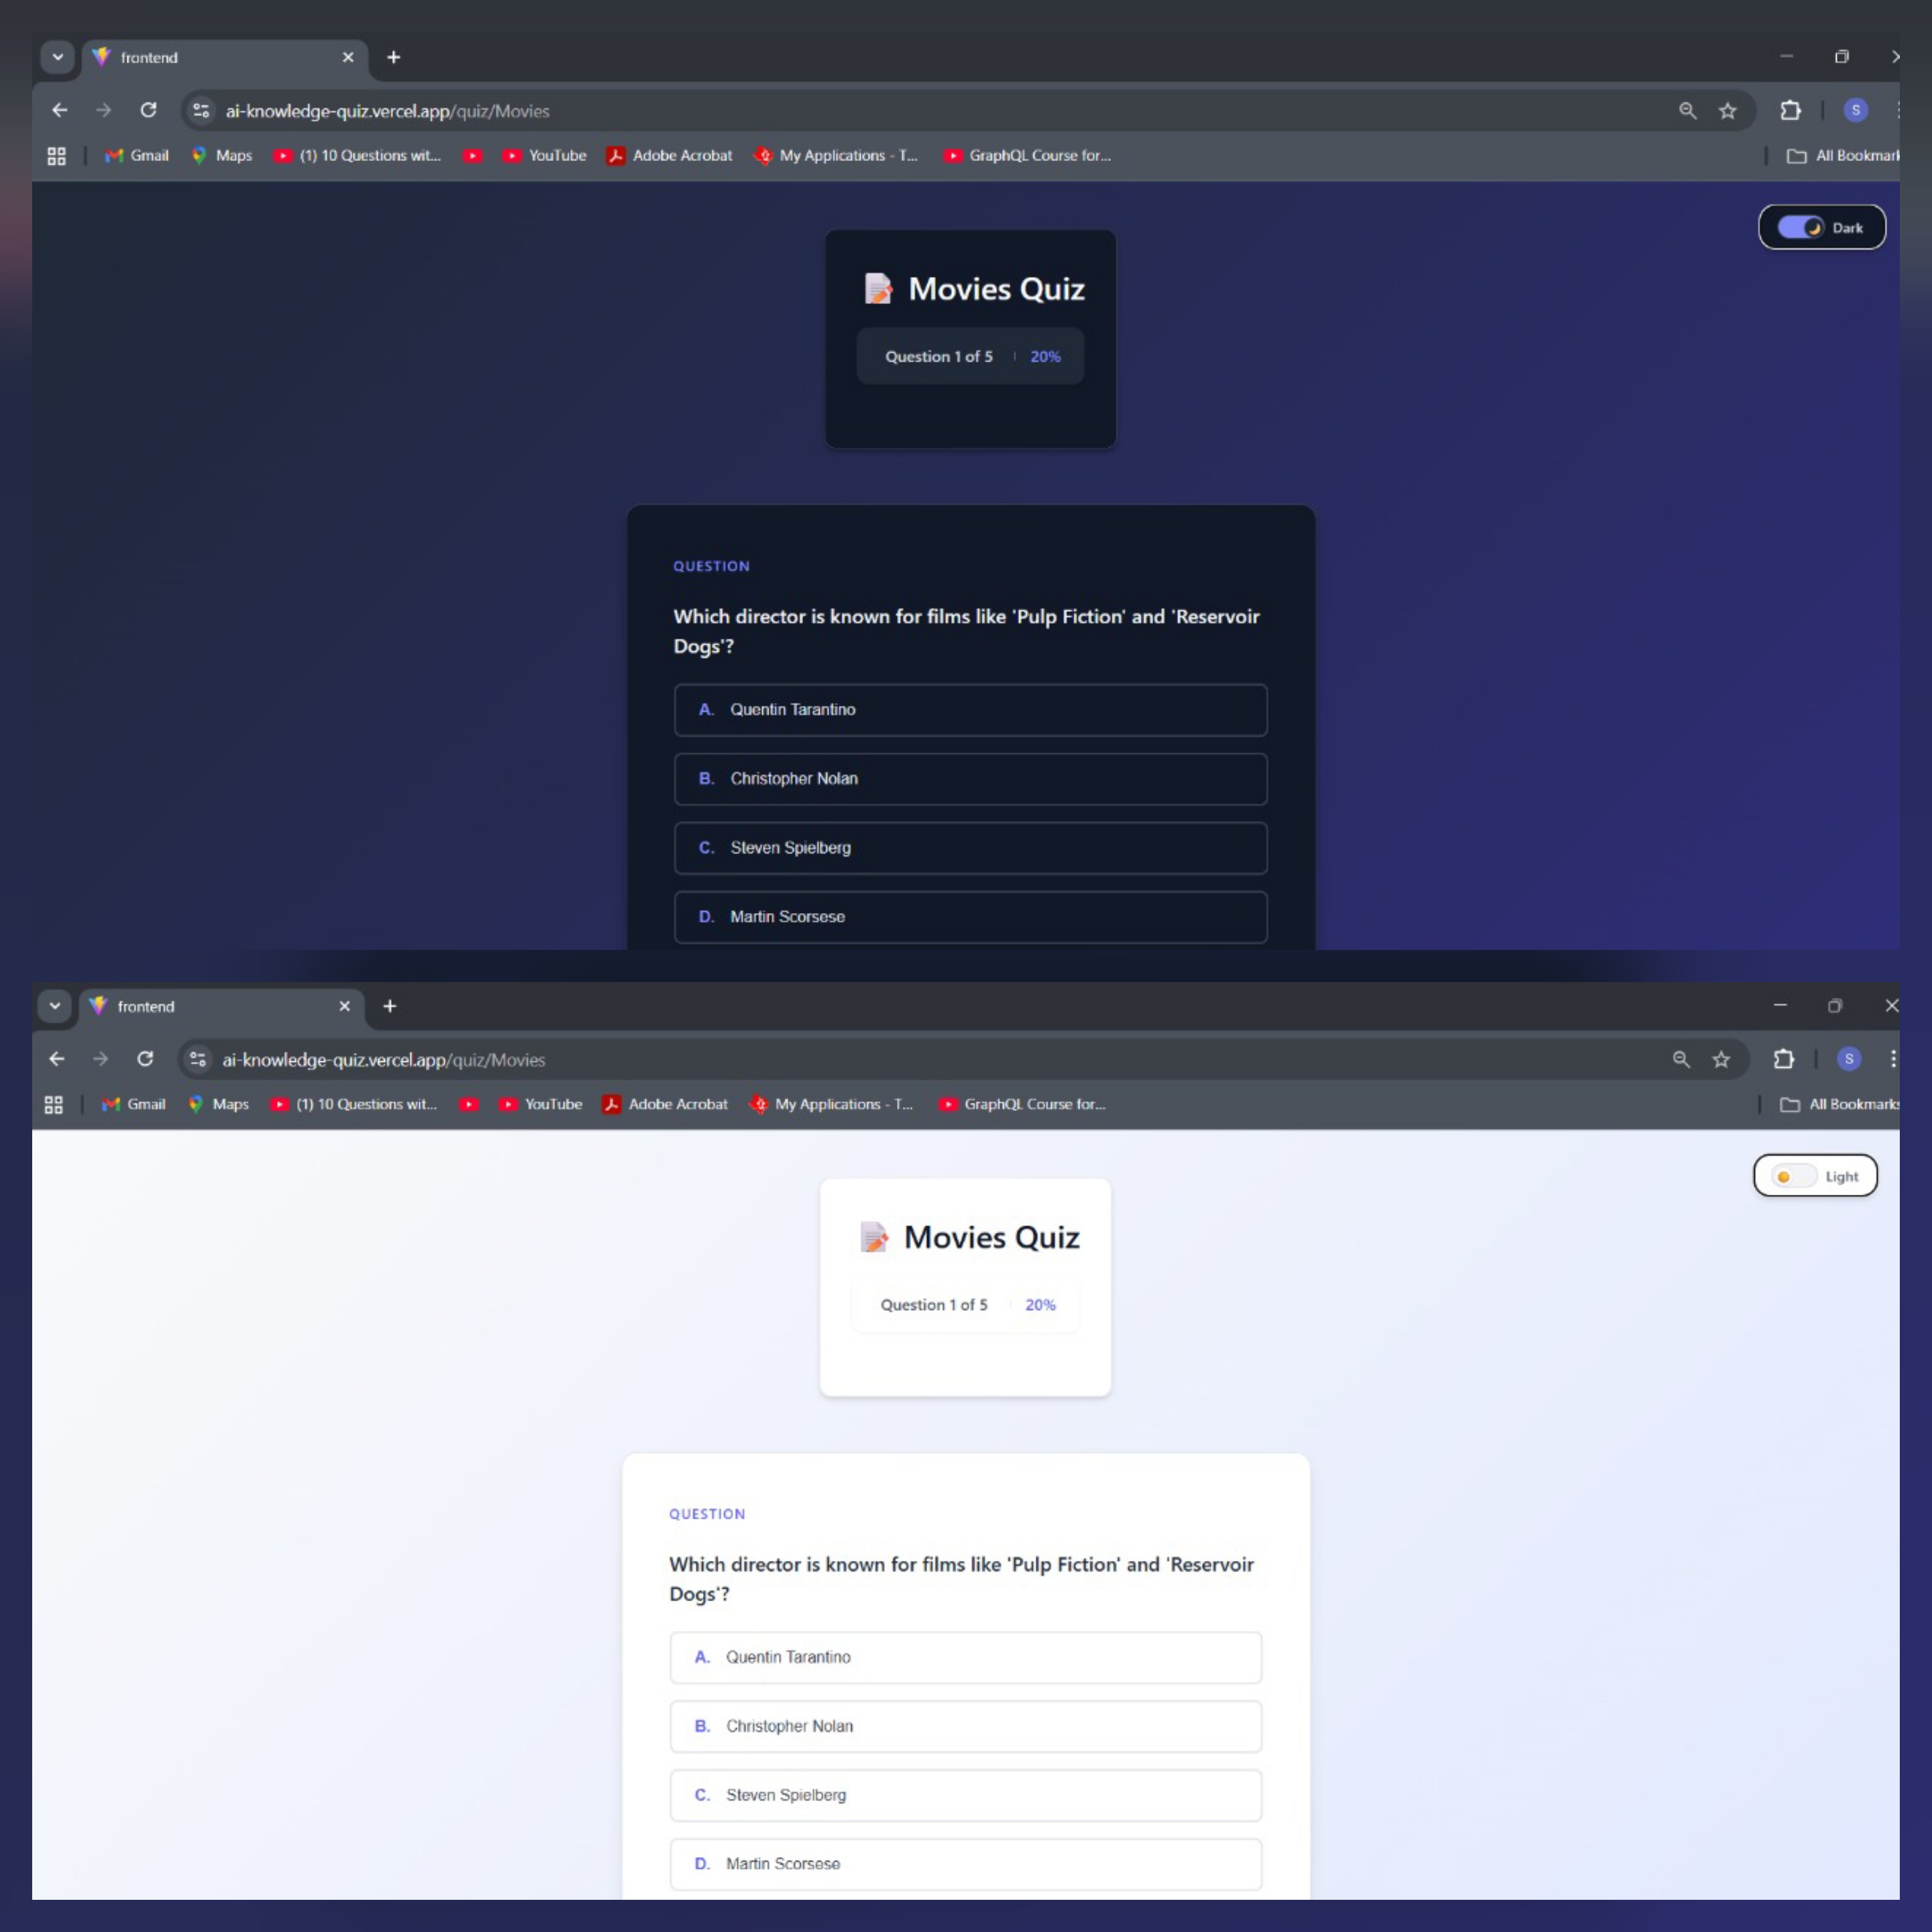 frontend
ai-knowledge-quiz.vercel.app/quiz/Movies
S
Gmail Maps (1) 10 Questions wit... YouTube Adobe Acrobat My Applications - T... GraphQL Course for... All Bookmark
Dark
Movies Quiz
Question 1 of 5 | 20%
QUESTION
Which director is known for films like 'Pulp Fiction' and 'Reservoir
Dogs'?
A. Quentin Tarantino
B. Christopher Nolan
C. Steven Spielberg
D. Martin Scorsese
frontend
ai-knowledge-quiz.vercel.app/quiz/Movies
S
Gmail Maps (1) 10 Questions wit... YouTube Adobe Acrobat My Applications - T... GraphQL Course for... All Bookmarks
Light
Movies Quiz
Question 1 of 5 | 20%
QUESTION
Which director is known for films like 'Pulp Fiction' and 'Reservoir
Dogs'?
A. Quentin Tarantino
B. Christopher Nolan
C. Steven Spielberg
D. Martin Scorsese